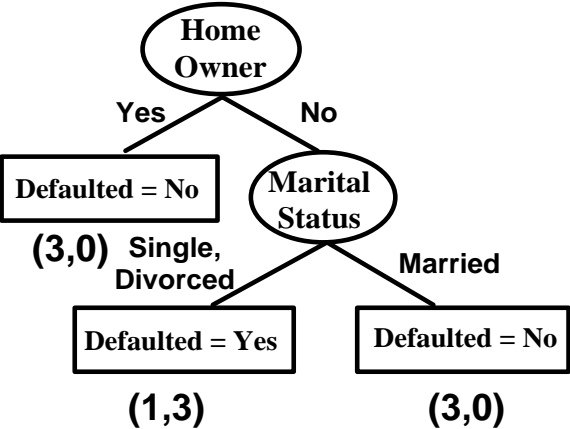 Home
Owner
Yes
No
Defaulted = No
Marital
Status
(3,0)
Single,
Divorced
Married
Defaulted = Yes
Defaulted = No
(1,3)
(3,0)